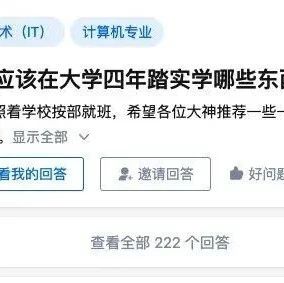 术（IT） 计算机专业
应该在大学四年踏实学哪些东西
照着学校按部就班，希望各位大神推荐一些一
。显示全部
看我的回答 邀请回答 好问题
查看全部 222 个回答